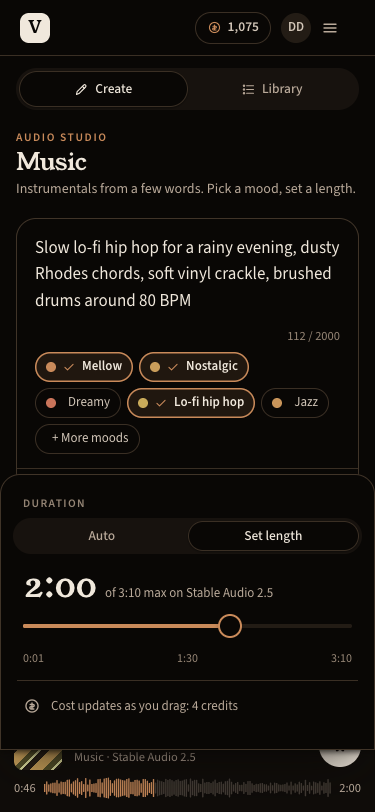 V
1,075
DD
Create
Library
AUDIO STUDIO
Music
Instrumentals from a few words. Pick a mood, set a length.
Slow lo-fi hip hop for a rainy evening, dusty
Rhodes chords, soft vinyl crackle, brushed
drums around 80 BPM
112 / 2000
Mellow
Nostalgic
Dreamy
Lo-fi hip hop
Jazz
+ More moods
DURATION
Auto
Set length
2:00 of 3:10 max on Stable Audio 2.5
0:01
1:30
3:10
Cost updates as you drag: 4 credits
Music · Stable Audio 2.5
0:46
2:00